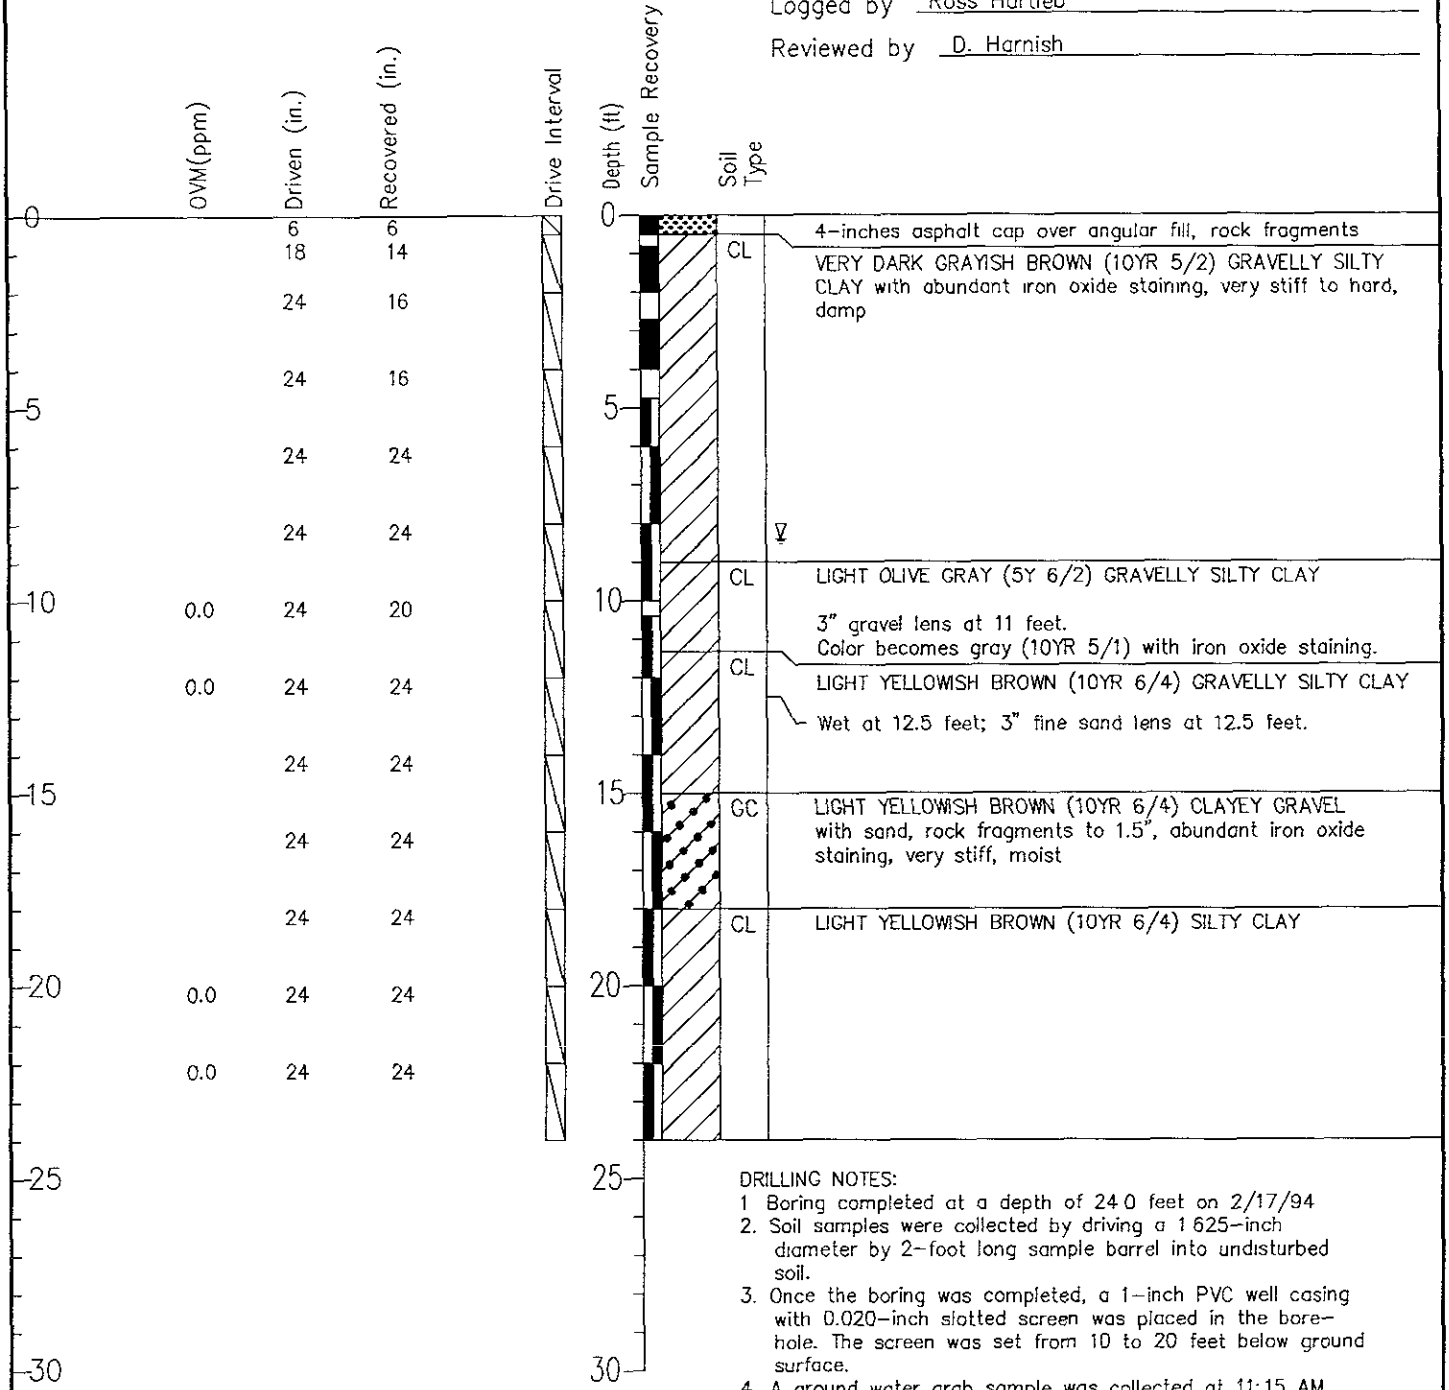 Logged by Ross Hartleb
Reviewed by D. Harnish
OVM(ppm)
Driven (in.)
Recovered (in.)
Drive Interval
Depth (ft)
Sample Recovery
Soil Type
0 6 6 0 4-inches asphalt cap over angular fill, rock fragments
18 14 CL VERY DARK GRAYISH BROWN (10YR 5/2) GRAVELLY SILTY
24 16 CLAY with abundant iron oxide staining, very stiff to hard,
damp
24 16
5 5
24 24
24 24
CL LIGHT OLIVE GRAY (5Y 6/2) GRAVELLY SILTY CLAY
10 0.0 24 20 10
3" gravel lens at 11 feet.
Color becomes gray (10YR 5/1) with iron oxide staining.
0.0 24 24 CL LIGHT YELLOWISH BROWN (10YR 6/4) GRAVELLY SILTY CLAY
Wet at 12.5 feet; 3" fine sand lens at 12.5 feet.
24 24
15 15 GC LIGHT YELLOWISH BROWN (10YR 6/4) CLAYEY GRAVEL
with sand, rock fragments to 1.5", abundant iron oxide
24 24 staining, very stiff, moist
24 24 CL LIGHT YELLOWISH BROWN (10YR 6/4) SILTY CLAY
20 0.0 24 24 20
0.0 24 24
25 25 DRILLING NOTES:
1 Boring completed at a depth of 24 0 feet on 2/17/94
2. Soil samples were collected by driving a 1 625-inch
diameter by 2-foot long sample barrel into undisturbed
soil.
3. Once the boring was completed, a 1-inch PVC well casing
with 0.020-inch slotted screen was placed in the bore-
hole. The screen was set from 10 to 20 feet below ground
30 30 surface.
4. A ground water grab sample was collected at 11:15 AM